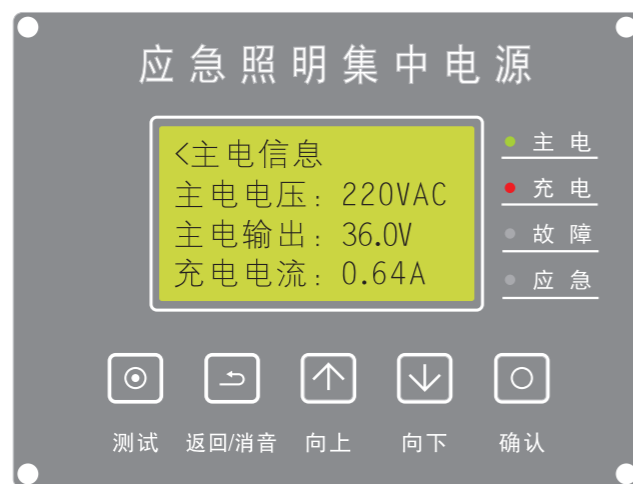 应急照明集中电源
<主电信息
主电电压: 220VAC
主电输出: 36.0V
充电电流: 0.64A
主电
充电
故障
应急
测试 返回/消音 向上 向下 确认